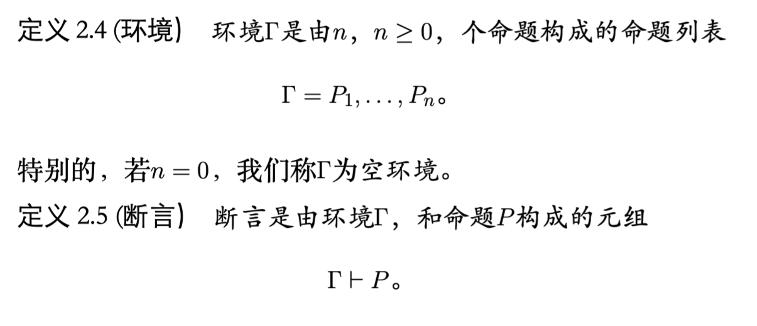 定义 2.4 (环境) 环境Γ是由n，n ≥ 0，个命题构成的命题列表
Γ = P₁, . . . , Pₙ。
特别的，若n = 0，我们称Γ为空环境。
定义 2.5 (断言) 断言是由环境Γ，和命题P构成的元组
Γ ⊢ P。